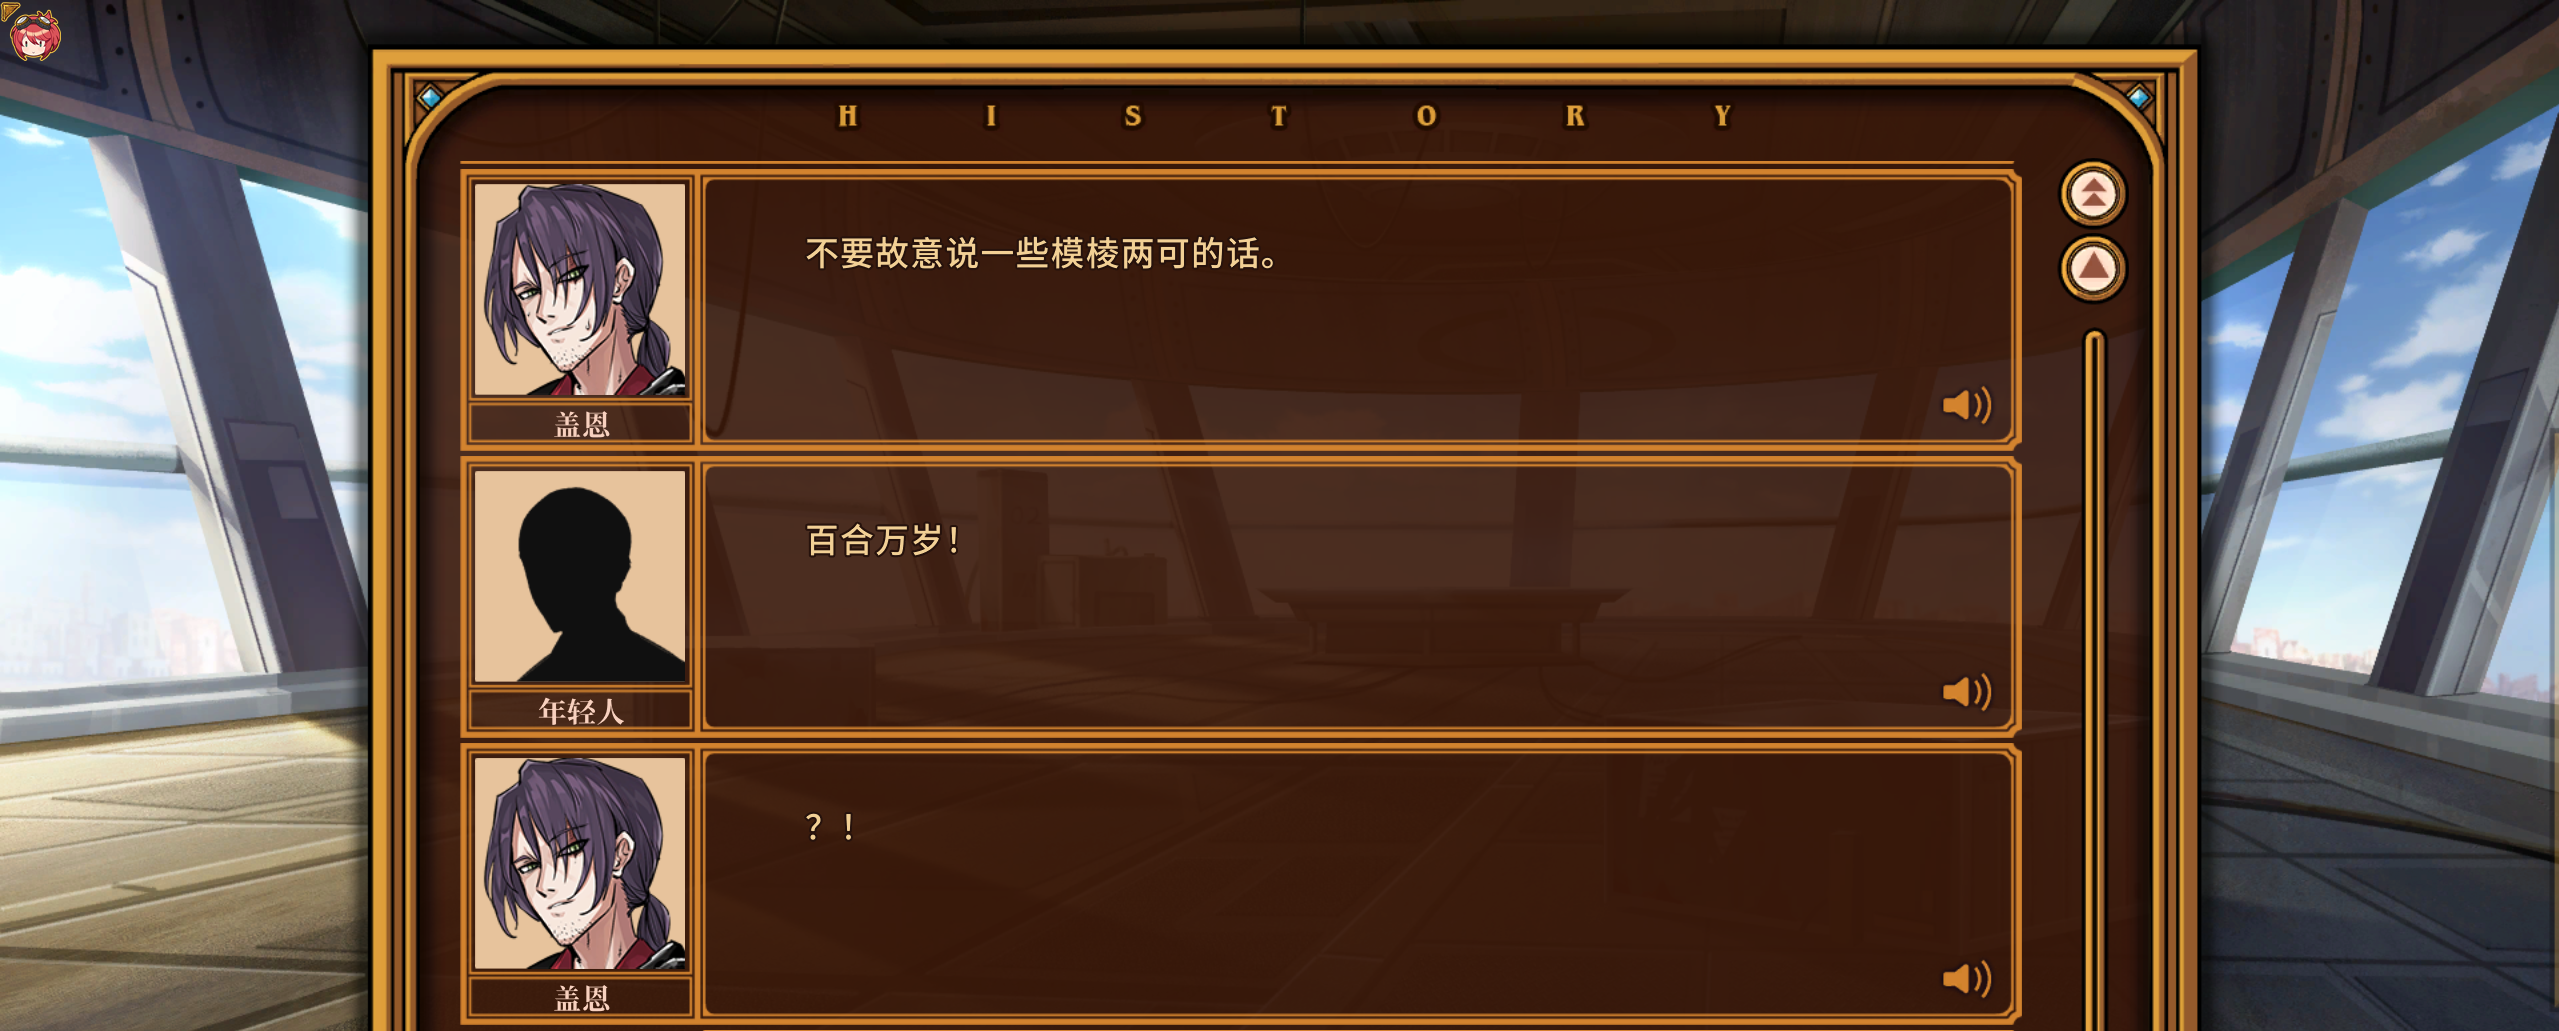 HISTORY
不要故意说一些模棱两可的话。
盖恩
百合万岁！
年轻人
？！
盖恩